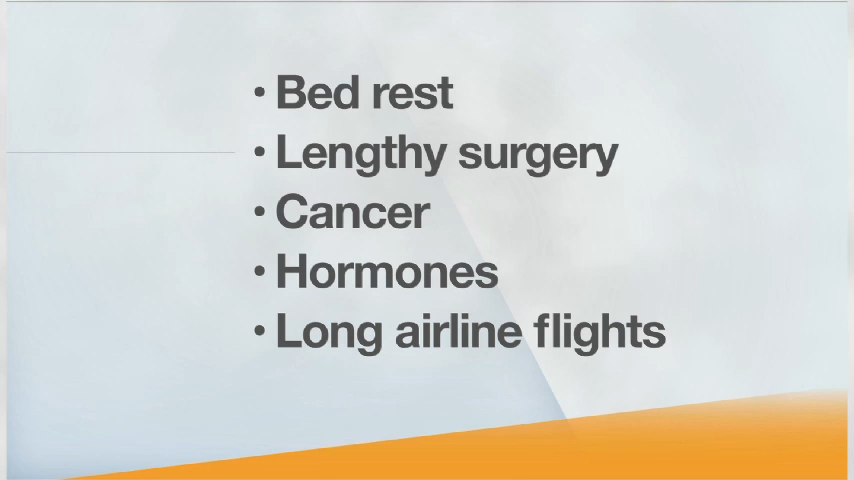 • Bed rest
• Lengthy surgery
• Cancer
• Hormones
• Long airline flights